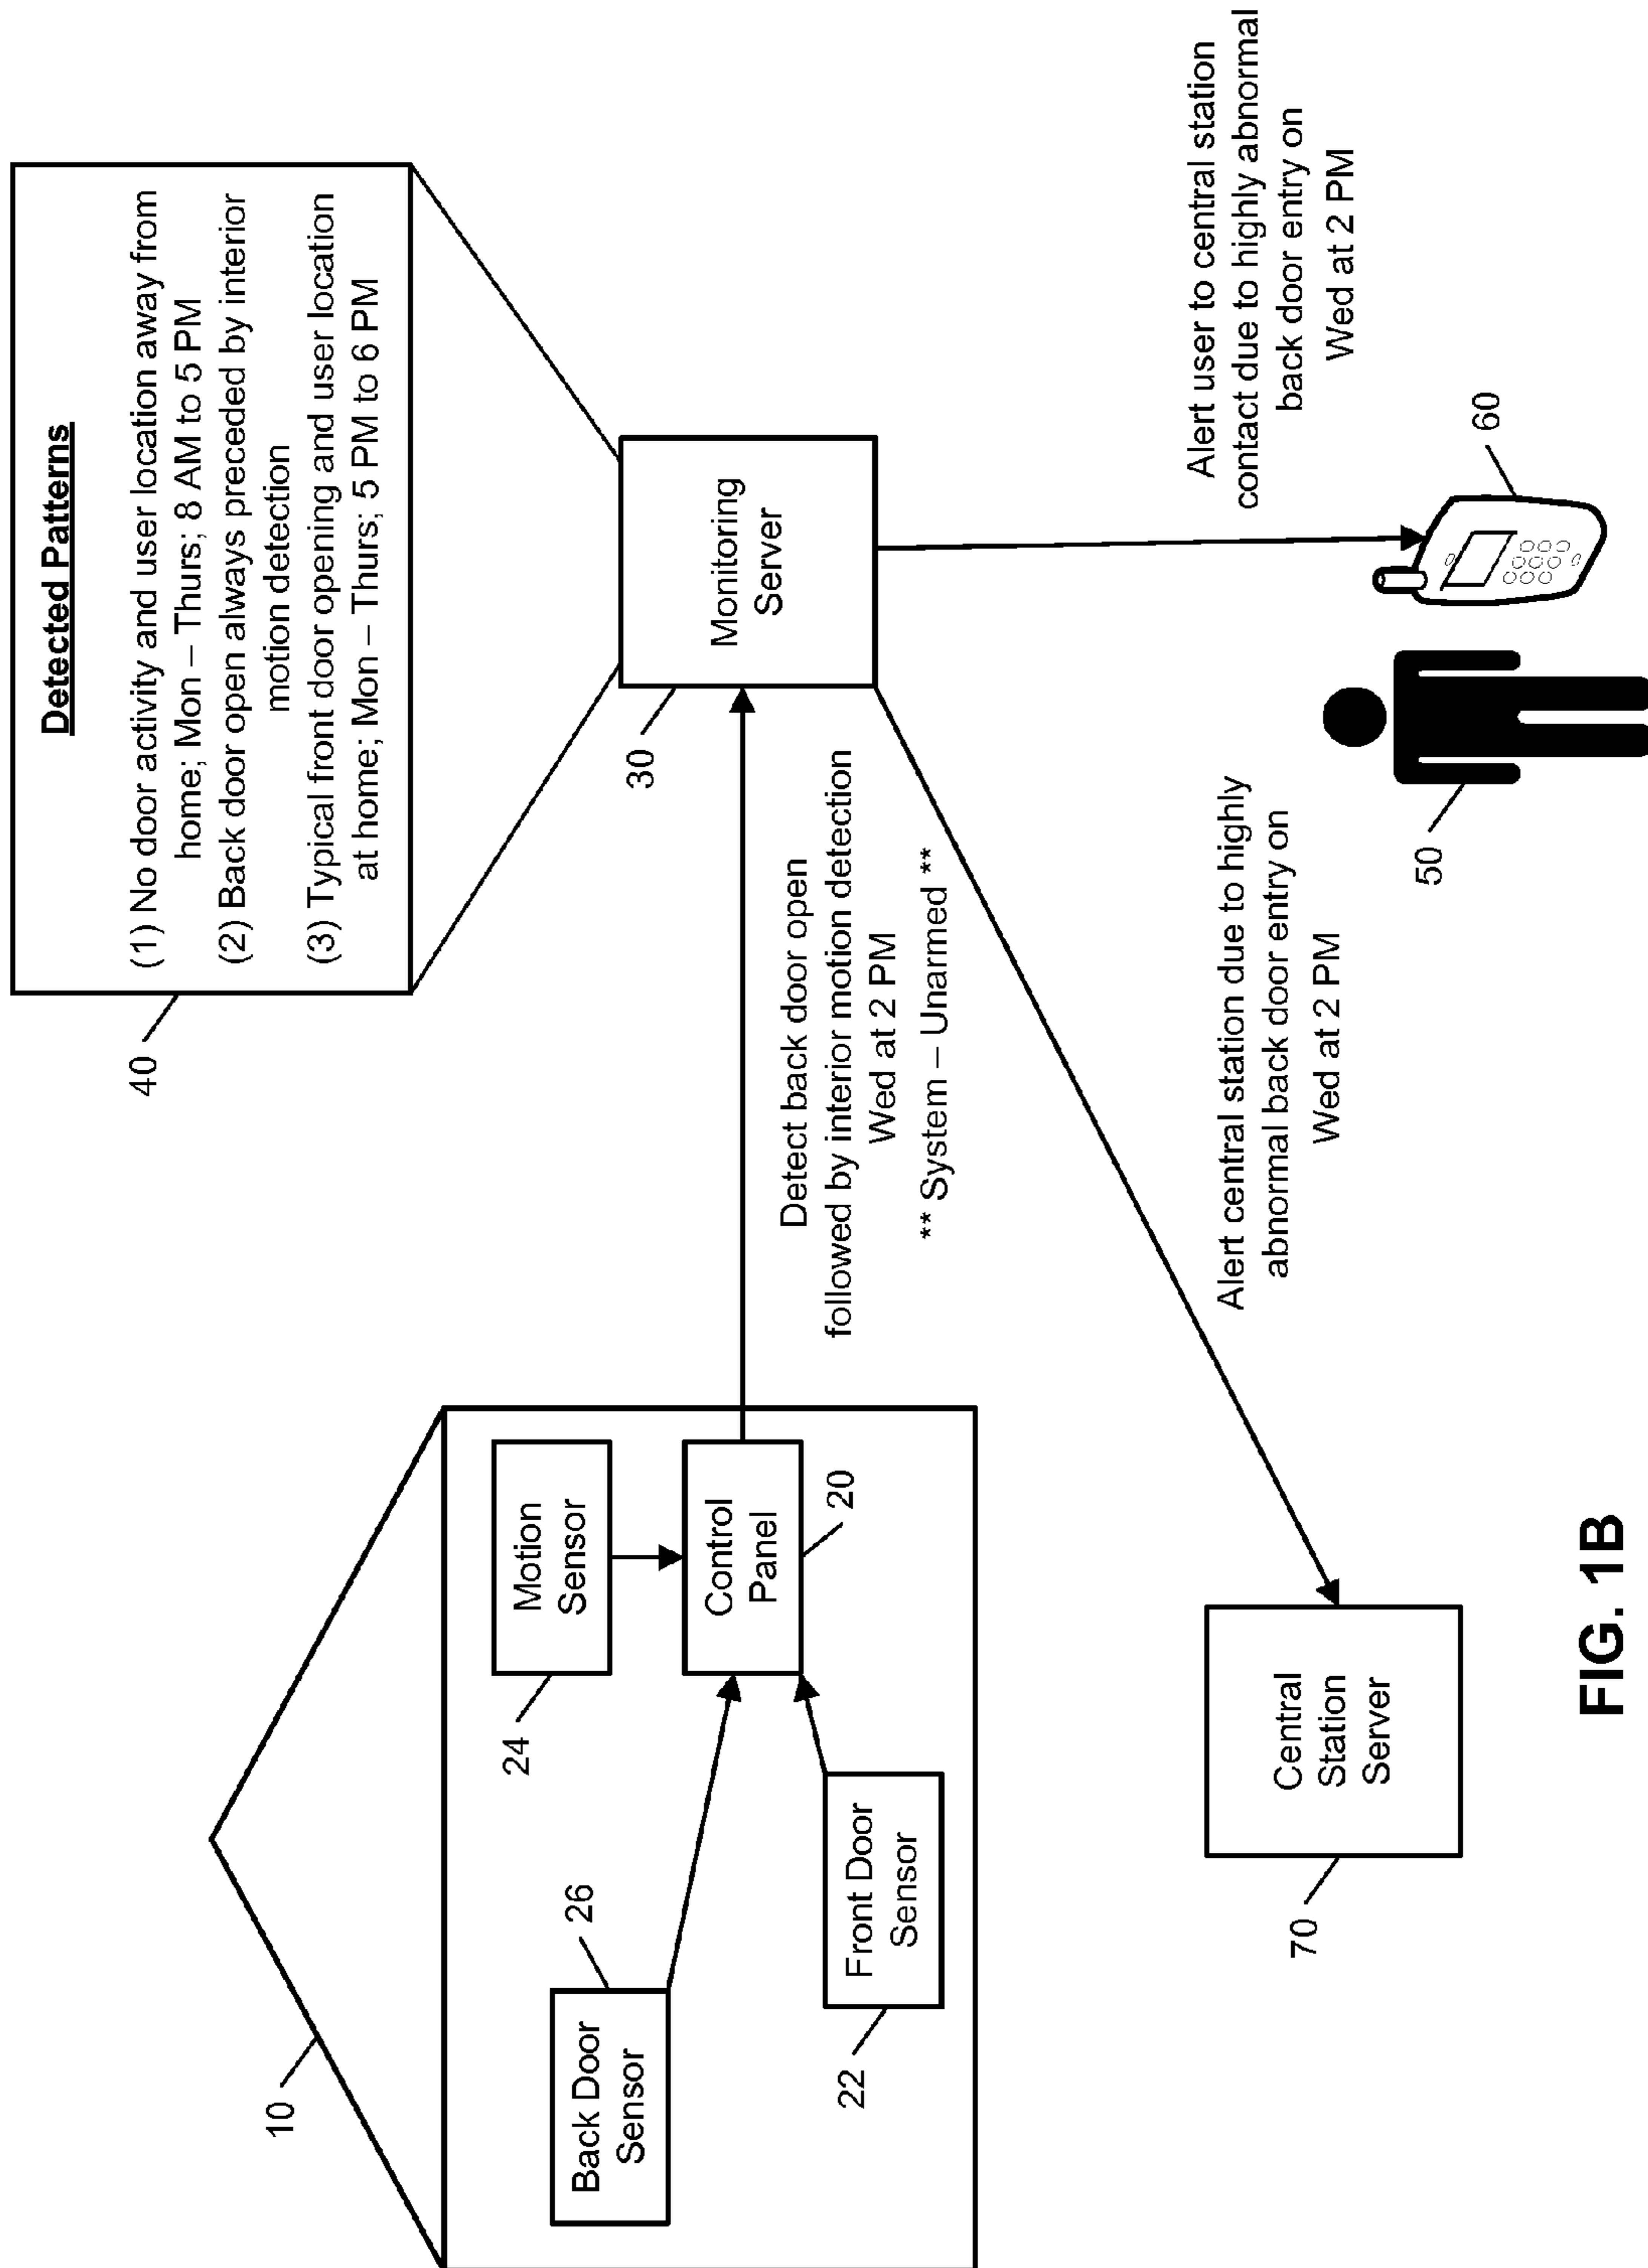 Detected Patterns
(1) No door activity and user location away from
home; Mon – Thurs; 8 AM to 5 PM
(2) Back door open always preceded by interior
motion detection
(3) Typical front door opening and user location
at home; Mon – Thurs; 5 PM to 6 PM
40
10
Motion
Sensor
24
Back Door
Sensor
26
Control
Panel
20
Front Door
Sensor
22
Monitoring
Server
30
Detect back door open
followed by interior motion detection
Wed at 2 PM
** System – Unarmed **
Alert central station due to highly
abnormal back door entry on
Wed at 2 PM
Alert user to central station
contact due to highly abnormal
back door entry on
Wed at 2 PM
Central
Station
Server
70
50
60
FIG. 1B